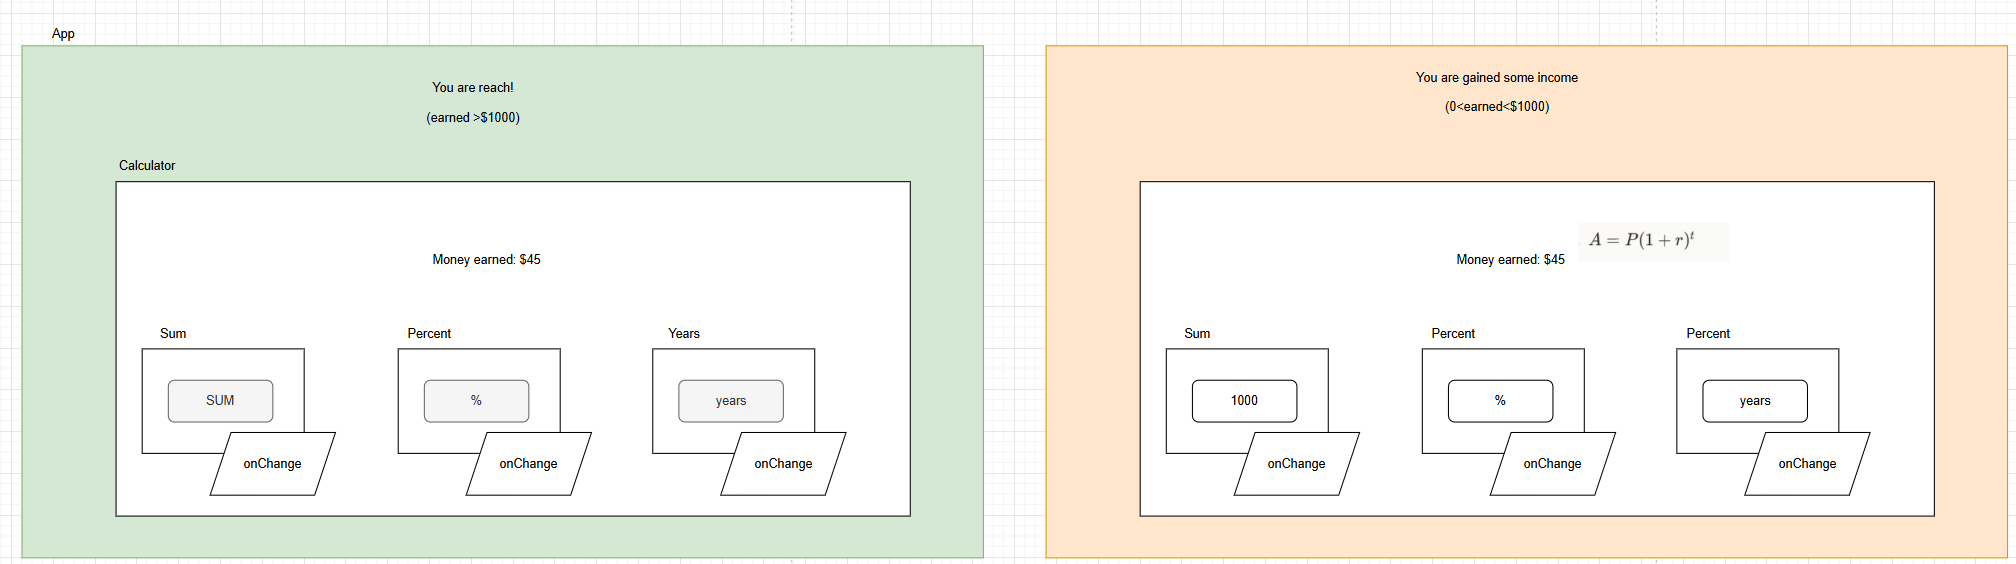 App
You are reach!
(earned >$1000)
Calculator
Money earned: $45
Sum
Percent
Years
SUM
%
years
onChange
onChange
onChange
You are gained some income
(0<earned<$1000)
A = P(1 + r)^t
Money earned: $45
Sum
Percent
Percent
1000
%
years
onChange
onChange
onChange